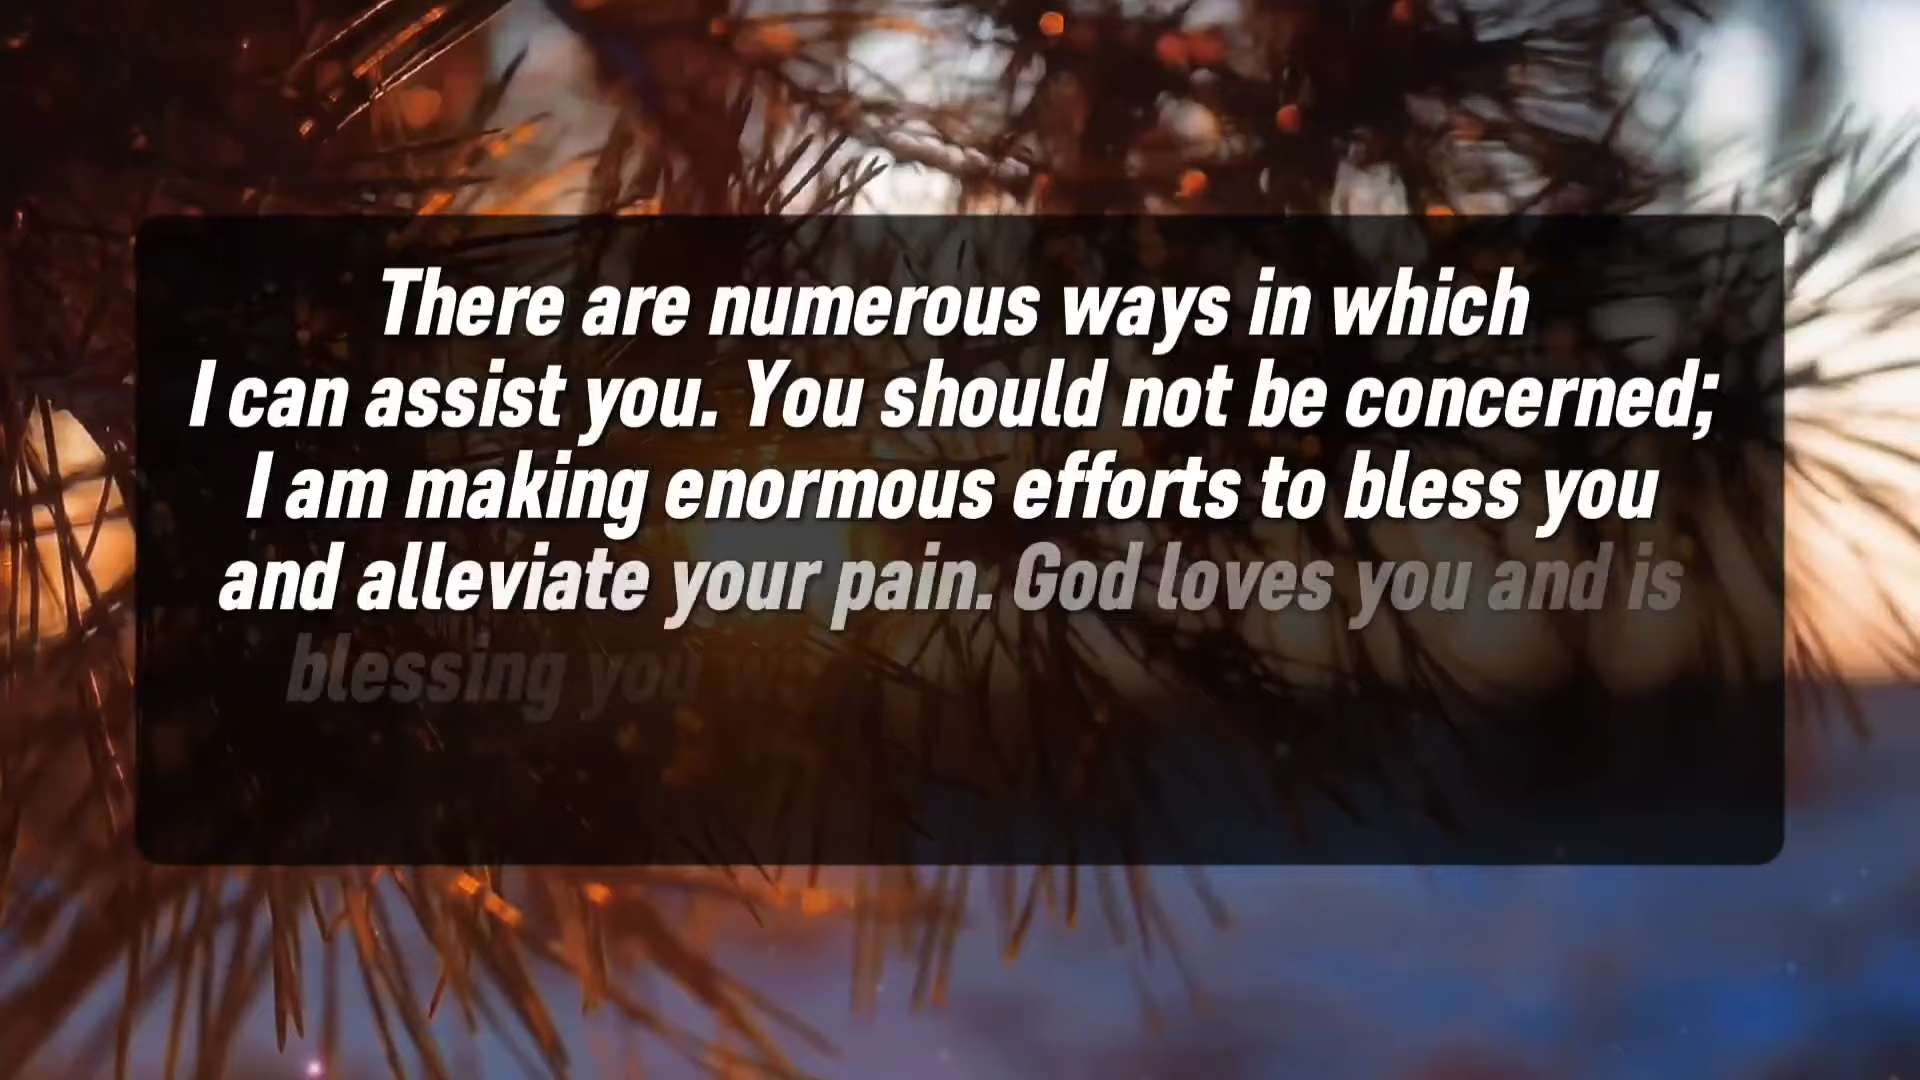 There are numerous ways in which
I can assist you. You should not be concerned;
I am making enormous efforts to bless you
and alleviate your pain. God loves you and is
blessing you